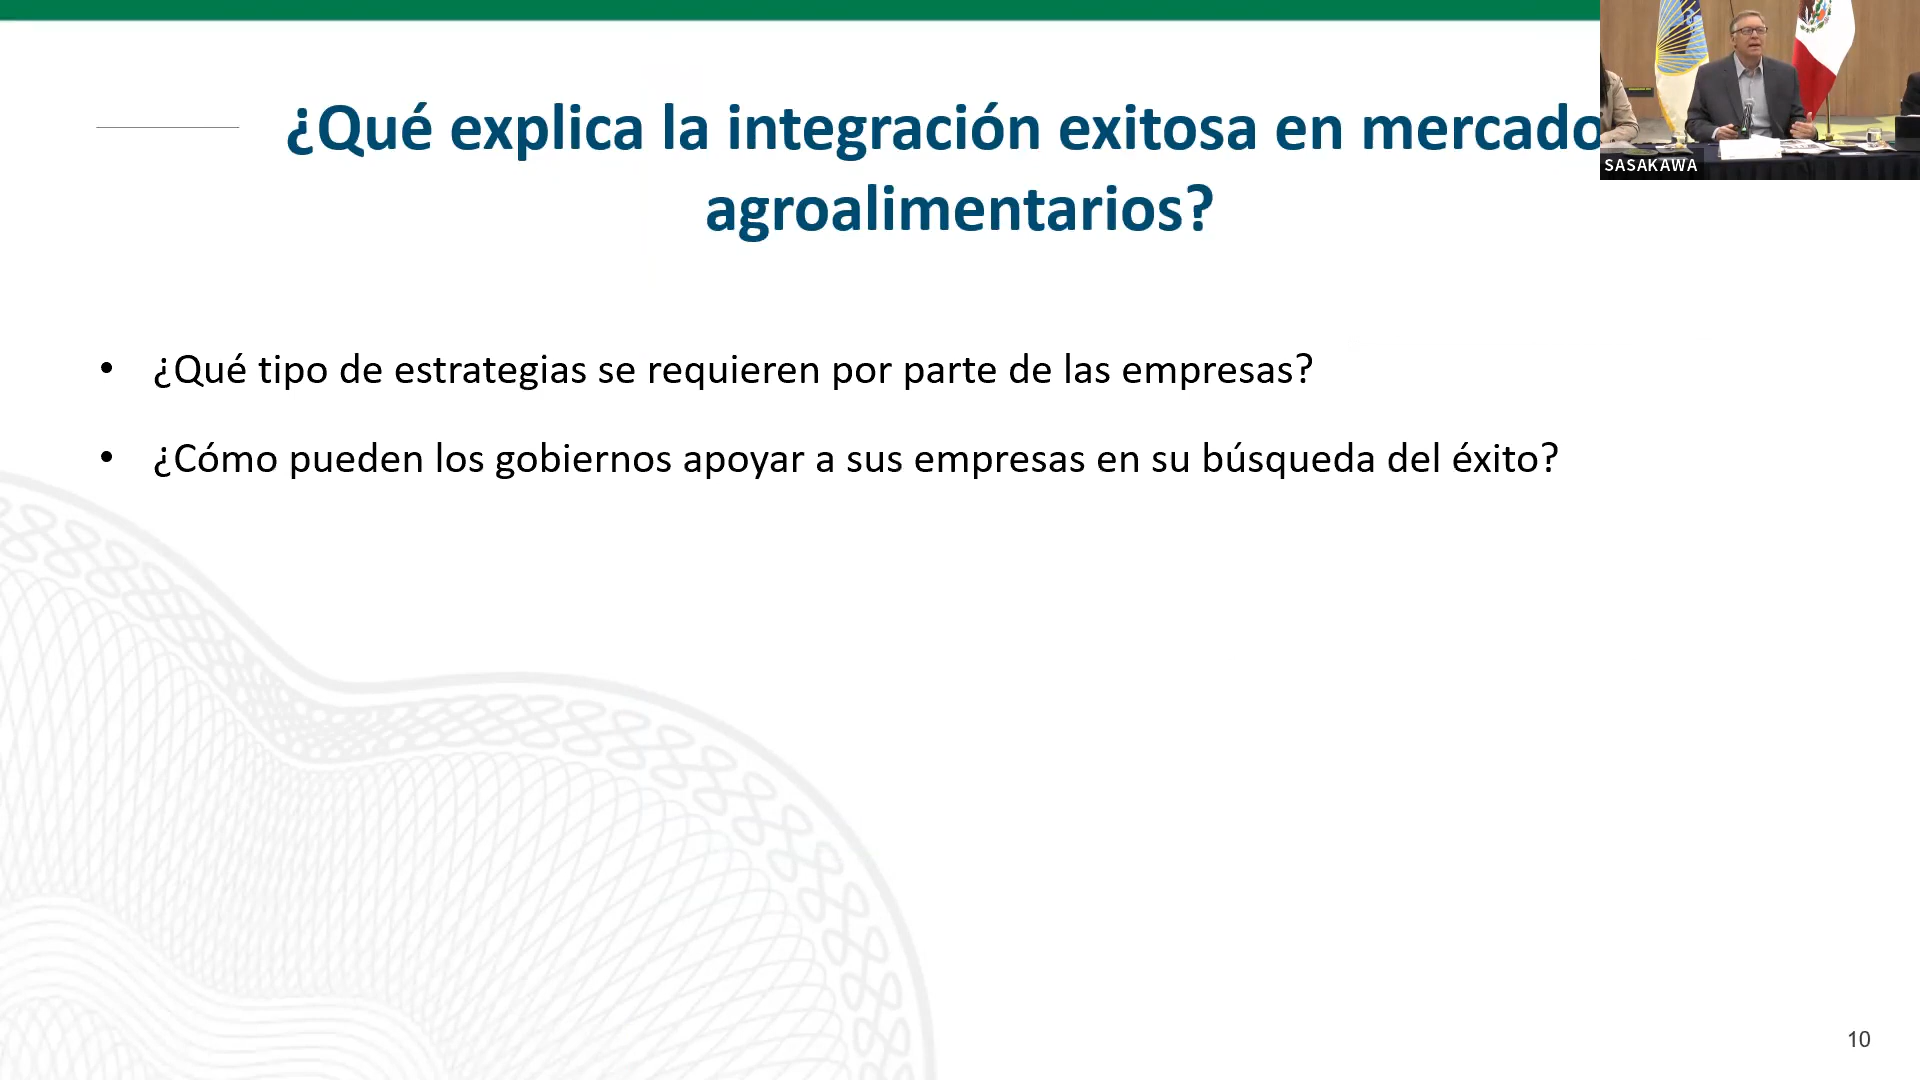 ¿Qué explica la integración exitosa en mercado
agroalimentarios?
SASAKAWA
• ¿Qué tipo de estrategias se requieren por parte de las empresas?
• ¿Cómo pueden los gobiernos apoyar a sus empresas en su búsqueda del éxito?
10